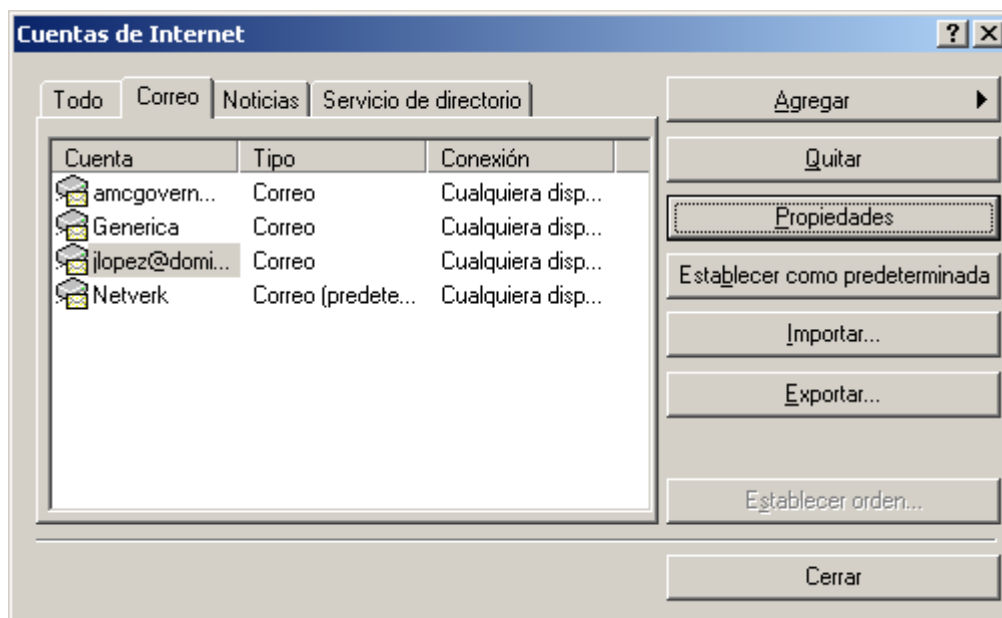 Cuentas de Internet
Todo Correo Noticias Servicio de directorio
Cuenta Tipo Conexión
amcgovern... Correo Cualquiera disp...
Generica Correo Cualquiera disp...
jlopez@domi... Correo Cualquiera disp...
Netverk Correo (predete... Cualquiera disp...
Agregar
Quitar
Propiedades
Establecer como predeterminada
Importar...
Exportar...
Establecer orden...
Cerrar